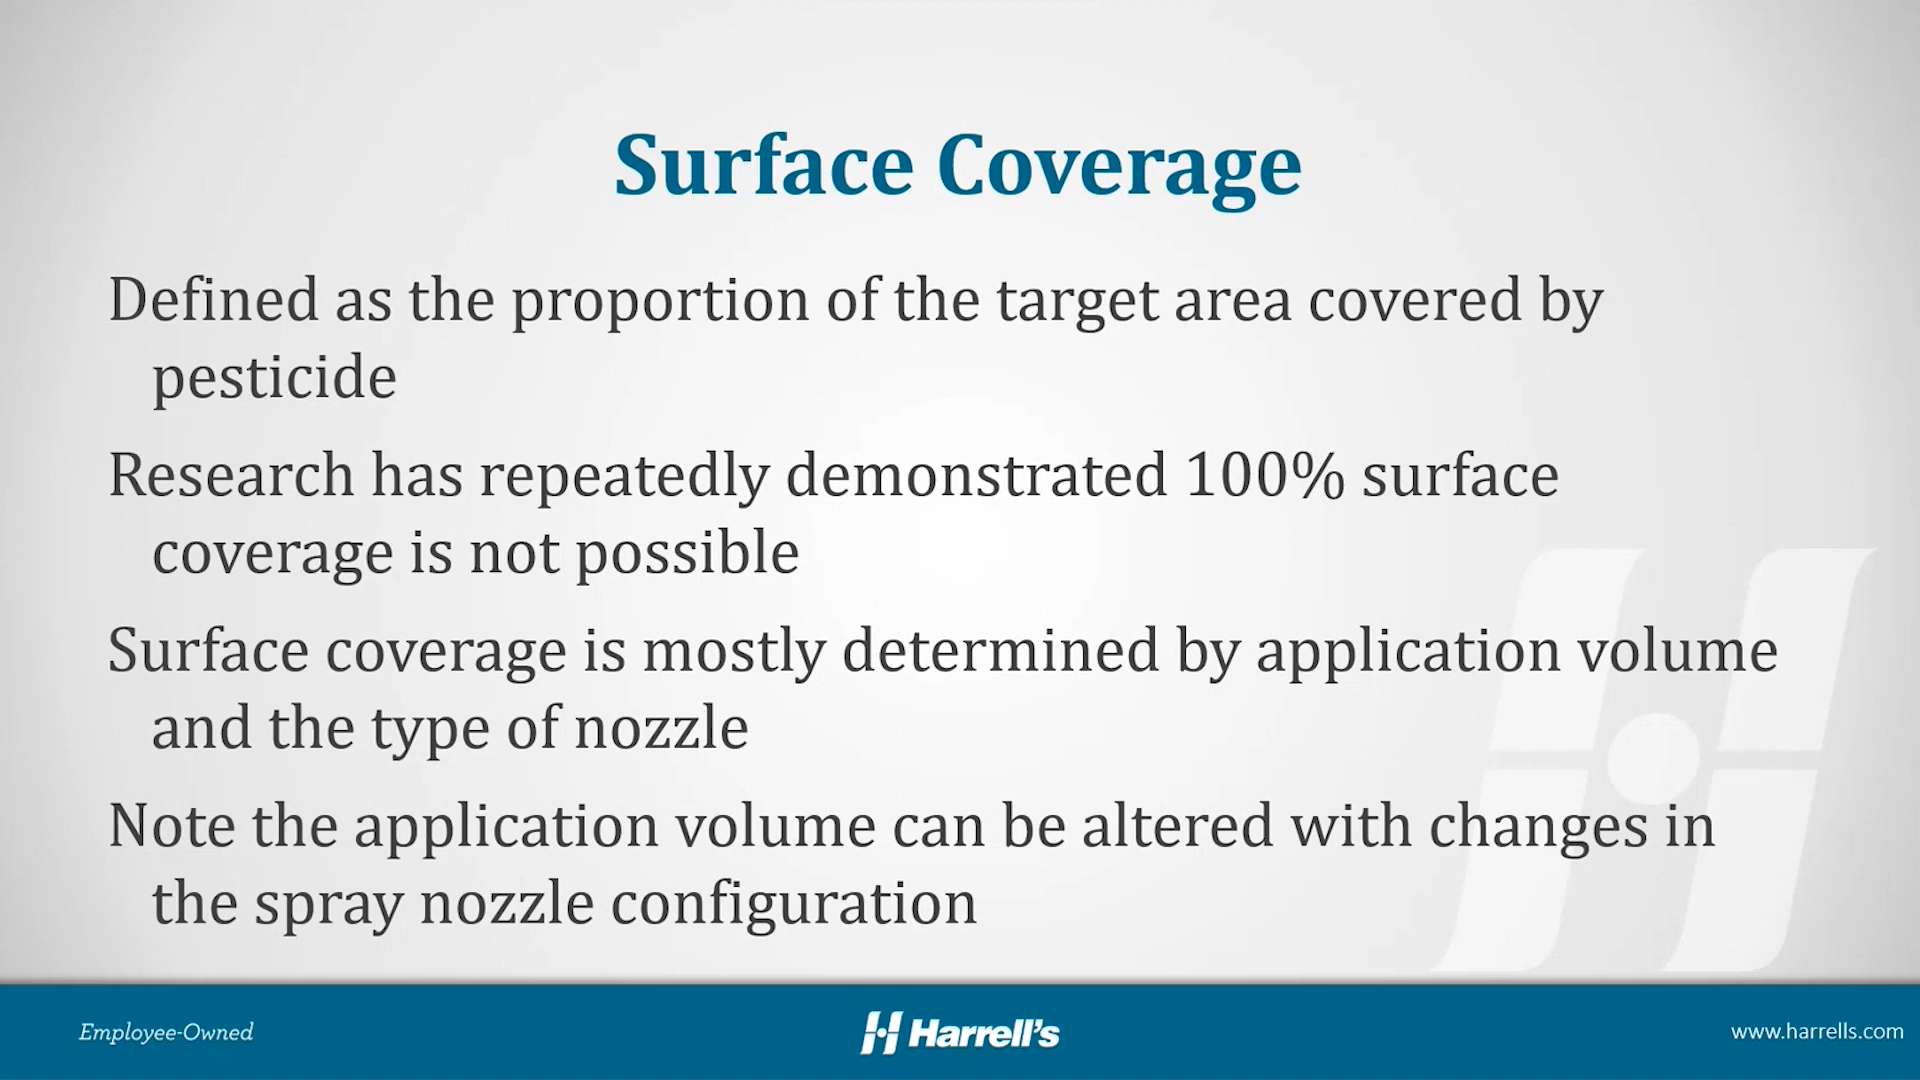 Surface Coverage
Defined as the proportion of the target area covered by
pesticide
Research has repeatedly demonstrated 100% surface
coverage is not possible
Surface coverage is mostly determined by application volume
and the type of nozzle
Note the application volume can be altered with changes in
the spray nozzle configuration
Employee-Owned
Harrell's
www.harrells.com